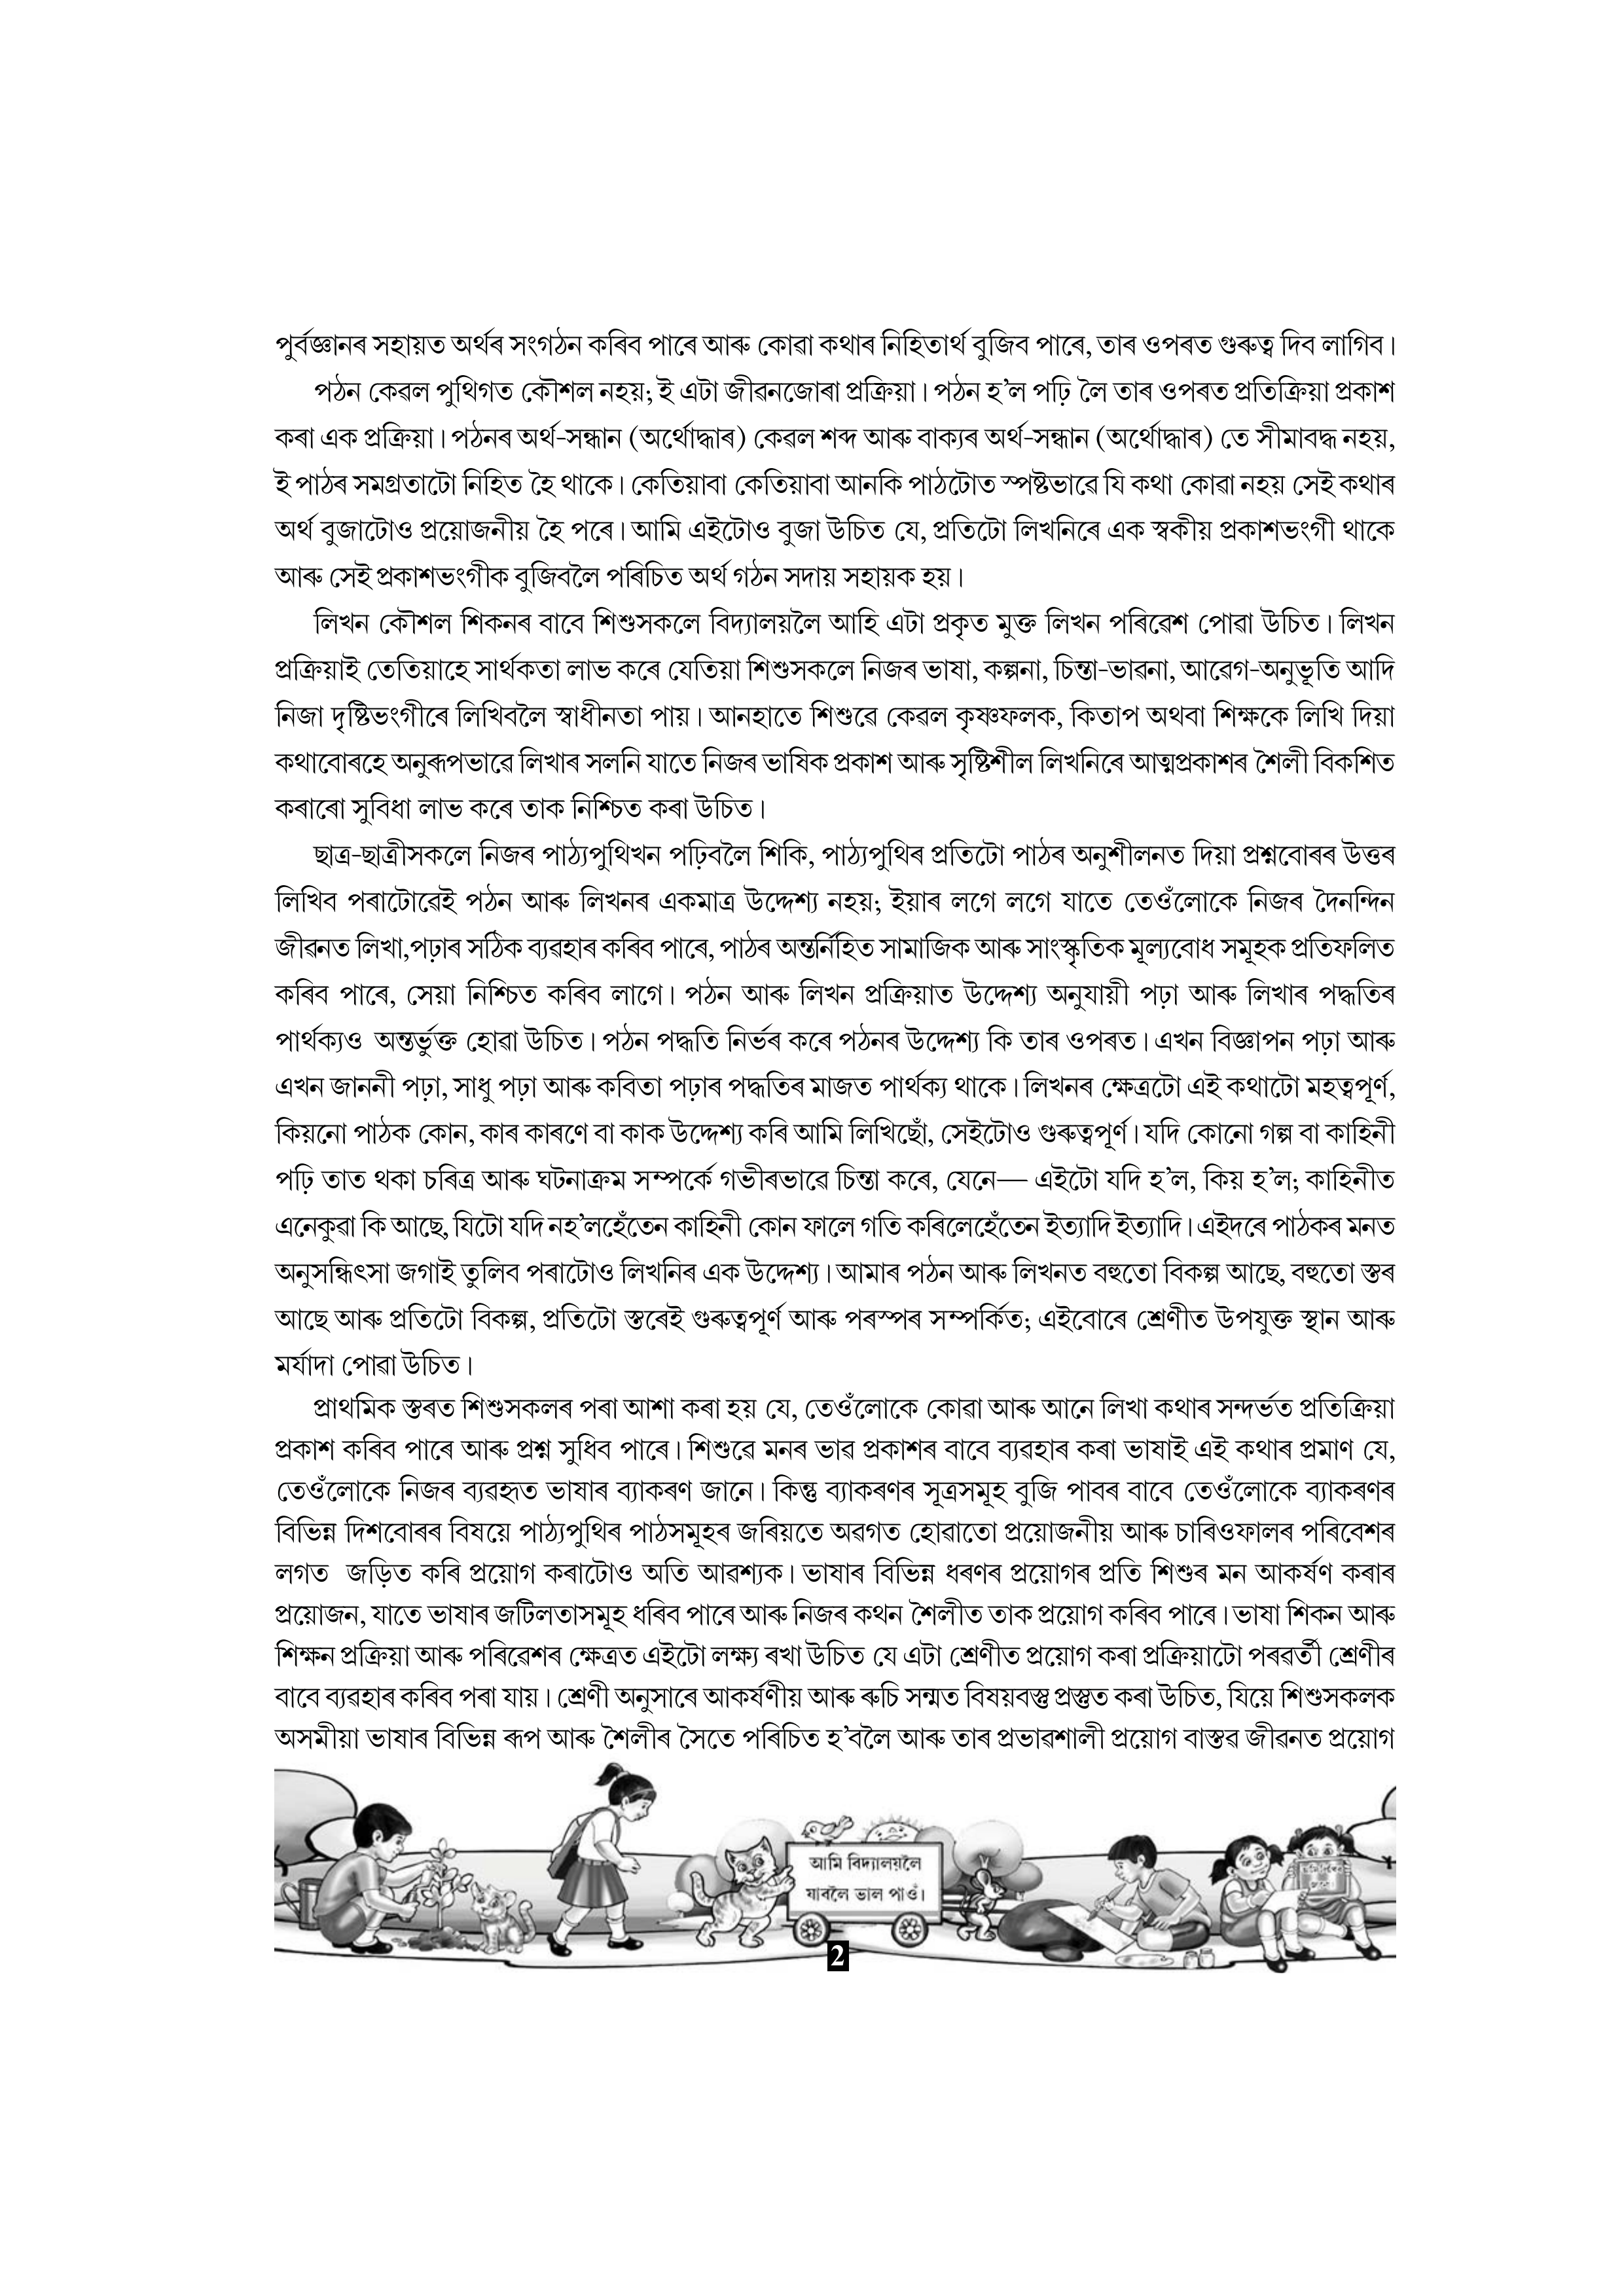 পুৰ্বজ্ঞানৰ সহায়ত অৰ্থৰ সংগঠন কৰিব পাৰে আৰু কোৱা কথাৰ নিহিতাৰ্থ বুজিব পাৰে, তাৰ ওপৰত গুৰুত্ব দিব লাগিব।
পঠন কেৱল পুথিগত কৌশল নহয়; ই এটা জীৱনজোৰা প্ৰক্ৰিয়া। পঠন হ’ল পঢ়ি লৈ তাৰ ওপৰত প্ৰতিক্ৰিয়া প্ৰকাশ
কৰা এক প্ৰক্ৰিয়া। পঠনৰ অৰ্থ-সন্ধান (অৰ্থোদ্ধাৰ) কেৱল শব্দ আৰু বাক্যৰ অৰ্থ-সন্ধান (অৰ্থোদ্ধাৰ) তে সীমাবদ্ধ নহয়,
ই পাঠৰ সমগ্ৰতাটো নিহিত হৈ থাকে। কেতিয়াবা কেতিয়াবা আনকি পাঠটোত স্পষ্টভাৱে যি কথা কোৱা নহয় সেই কথাৰ
অৰ্থ বুজাটোও প্ৰয়োজনীয় হৈ পৰে। আমি এইটোও বুজা উচিত যে, প্ৰতিটো লিখনিৰে এক স্বকীয় প্ৰকাশভংগী থাকে
আৰু সেই প্ৰকাশভংগীক বুজিবলৈ পৰিচিত অৰ্থ গঠন সদায় সহায়ক হয়।
লিখন কৌশল শিকনৰ বাবে শিশুসকলে বিদ্যালয়লৈ আহি এটা প্ৰকৃত মুক্ত লিখন পৰিৱেশ পোৱা উচিত। লিখন
প্ৰক্ৰিয়াই তেতিয়াহে সাৰ্থকতা লাভ কৰে যেতিয়া শিশুসকলে নিজৰ ভাষা, কল্পনা, চিন্তা-ভাৱনা, আৱেগ-অনুভূতি আদি
নিজা দৃষ্টিভংগীৰে লিখিবলৈ স্বাধীনতা পায়। আনহাতে শিশুৱে কেৱল কৃষ্ণফলক, কিতাপ অথবা শিক্ষকে লিখি দিয়া
কথাবোৰহে অনুৰূপভাৱে লিখাৰ সলনি যাতে নিজৰ ভাষিক প্ৰকাশ আৰু সৃষ্টিশীল লিখনিৰে আত্মপ্ৰকাশৰ শৈলী বিকশিত
কৰাৰো সুবিধা লাভ কৰে তাক নিশ্চিত কৰা উচিত।
ছাত্ৰ-ছাত্ৰীসকলে নিজৰ পাঠ্যপুথিখন পঢ়িবলৈ শিকি, পাঠ্যপুথিৰ প্ৰতিটো পাঠৰ অনুশীলনত দিয়া প্ৰশ্নবোৰৰ উত্তৰ
লিখিব পৰাটোৱেই পঠন আৰু লিখনৰ একমাত্ৰ উদ্দেশ্য নহয়; ইয়াৰ লগে লগে যাতে তেওঁলোকে নিজৰ দৈনন্দিন
জীৱনত লিখা,পঢ়াৰ সঠিক ব্যৱহাৰ কৰিব পাৰে, পাঠৰ অন্তৰ্নিহিত সামাজিক আৰু সাংস্কৃতিক মূল্যবোধ সমূহক প্ৰতিফলিত
কৰিব পাৰে, সেয়া নিশ্চিত কৰিব লাগে। পঠন আৰু লিখন প্ৰক্ৰিয়াত উদ্দেশ্য অনুযায়ী পঢ়া আৰু লিখাৰ পদ্ধতিৰ
পাৰ্থক্যও অন্তৰ্ভুক্ত হোৱা উচিত। পঠন পদ্ধতি নিৰ্ভৰ কৰে পঠনৰ উদ্দেশ্য কি তাৰ ওপৰত। এখন বিজ্ঞাপন পঢ়া আৰু
এখন জাননী পঢ়া, সাধু পঢ়া আৰু কবিতা পঢ়াৰ পদ্ধতিৰ মাজত পাৰ্থক্য থাকে। লিখনৰ ক্ষেত্ৰটো এই কথাটো মহত্বপূৰ্ণ,
কিয়নো পাঠক কোন, কাৰ কাৰণে বা কাক উদ্দেশ্য কৰি আমি লিখিছোঁ, সেইটোও গুৰুত্বপূৰ্ণ। যদি কোনো গল্প বা কাহিনী
পঢ়ি তাত থকা চৰিত্ৰ আৰু ঘটনাক্ৰম সম্পৰ্কে গভীৰভাৱে চিন্তা কৰে, যেনে— এইটো যদি হ’ল, কিয় হ’ল; কাহিনীত
এনেকুৱা কি আছে, যিটো যদি নহ’লহেঁতেন কাহিনী কোন ফালে গতি কৰিলেহেঁতেন ইত্যাদি ইত্যাদি। এইদৰে পাঠকৰ মনত
অনুসন্ধিৎসা জগাই তুলিব পৰাটোও লিখনিৰ এক উদ্দেশ্য। আমাৰ পঠন আৰু লিখনত বহুতো বিকল্প আছে, বহুতো স্তৰ
আছে আৰু প্ৰতিটো বিকল্প, প্ৰতিটো স্তৰেই গুৰুত্বপূৰ্ণ আৰু পৰস্পৰ সম্পৰ্কিত; এইবোৰে শ্ৰেণীত উপযুক্ত স্থান আৰু
মৰ্যাদা পোৱা উচিত।
প্ৰাথমিক স্তৰত শিশুসকলৰ পৰা আশা কৰা হয় যে, তেওঁলোকে কোৱা আৰু আনে লিখা কথাৰ সন্দৰ্ভত প্ৰতিক্ৰিয়া
প্ৰকাশ কৰিব পাৰে আৰু প্ৰশ্ন সুধিব পাৰে। শিশুৱে মনৰ ভাৱ প্ৰকাশৰ বাবে ব্যৱহাৰ কৰা ভাষাই এই কথাৰ প্ৰমাণ যে,
তেওঁলোকে নিজৰ ব্যৱহৃত ভাষাৰ ব্যাকৰণ জানে। কিন্তু ব্যাকৰণৰ সূত্ৰসমূহ বুজি পাবৰ বাবে তেওঁলোকে ব্যাকৰণৰ
বিভিন্ন দিশবোৰৰ বিষয়ে পাঠ্যপুথিৰ পাঠসমূহৰ জৰিয়তে অৱগত হোৱাতো প্ৰয়োজনীয় আৰু চাৰিওফালৰ পৰিবেশৰ
লগত জড়িত কৰি প্ৰয়োগ কৰাটোও অতি আৱশ্যক। ভাষাৰ বিভিন্ন ধৰণৰ প্ৰয়োগৰ প্ৰতি শিশুৰ মন আকৰ্ষণ কৰাৰ
প্ৰয়োজন, যাতে ভাষাৰ জটিলতাসমূহ ধৰিব পাৰে আৰু নিজৰ কথন শৈলীত তাক প্ৰয়োগ কৰিব পাৰে। ভাষা শিকন আৰু
শিক্ষন প্ৰক্ৰিয়া আৰু পৰিৱেশৰ ক্ষেত্ৰত এইটো লক্ষ্য ৰখা উচিত যে এটা শ্ৰেণীত প্ৰয়োগ কৰা প্ৰক্ৰিয়াটো পৰৱৰ্তী শ্ৰেণীৰ
বাবে ব্যৱহাৰ কৰিব পৰা যায়। শ্ৰেণী অনুসাৰে আকৰ্ষণীয় আৰু ৰুচি সন্মত বিষয়বস্তু প্ৰস্তুত কৰা উচিত, যিয়ে শিশুসকলক
অসমীয়া ভাষাৰ বিভিন্ন ৰূপ আৰু শৈলীৰ সৈতে পৰিচিত হ’বলৈ আৰু তাৰ প্ৰভাৱশালী প্ৰয়োগ বাস্তৱ জীৱনত প্ৰয়োগ
আমি বিদ্যালয়লৈ
যাবলৈ ভাল পাওঁ।
2